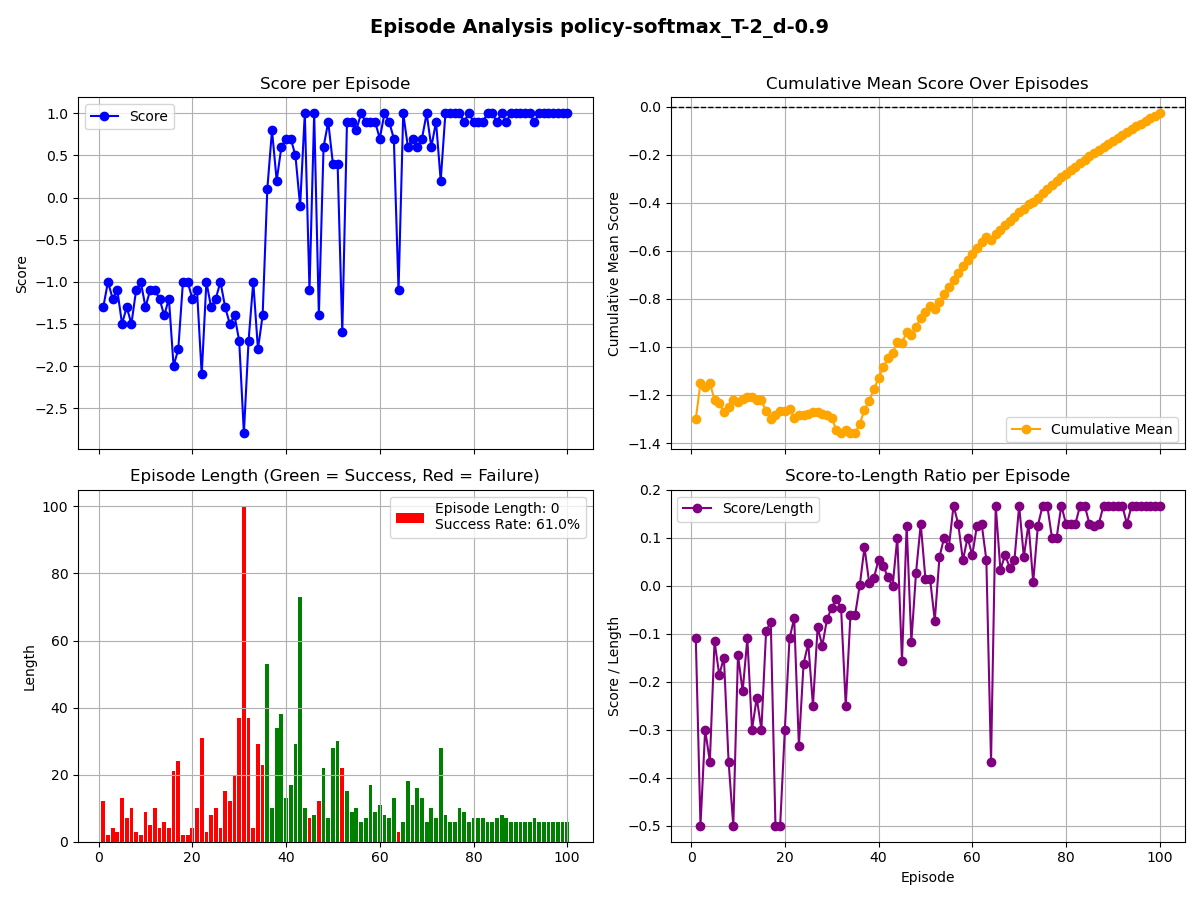 Episode Analysis policy-softmax_T-2_d-0.9
Score per Episode
Score
1.0
0.5
0.0
−0.5
−1.0
−1.5
−2.0
−2.5
Score
Cumulative Mean Score Over Episodes
0.0
−0.2
−0.4
−0.6
−0.8
−1.0
−1.2
−1.4
Cumulative Mean Score
Cumulative Mean
Episode Length (Green = Success, Red = Failure)
Episode Length: 0
Success Rate: 61.0%
100
80
60
40
20
0
Length
0 20 40 60 80 100
Score-to-Length Ratio per Episode
Score/Length
0.2
0.1
0.0
−0.1
−0.2
−0.3
−0.4
−0.5
Score / Length
0 20 40 60 80 100
Episode